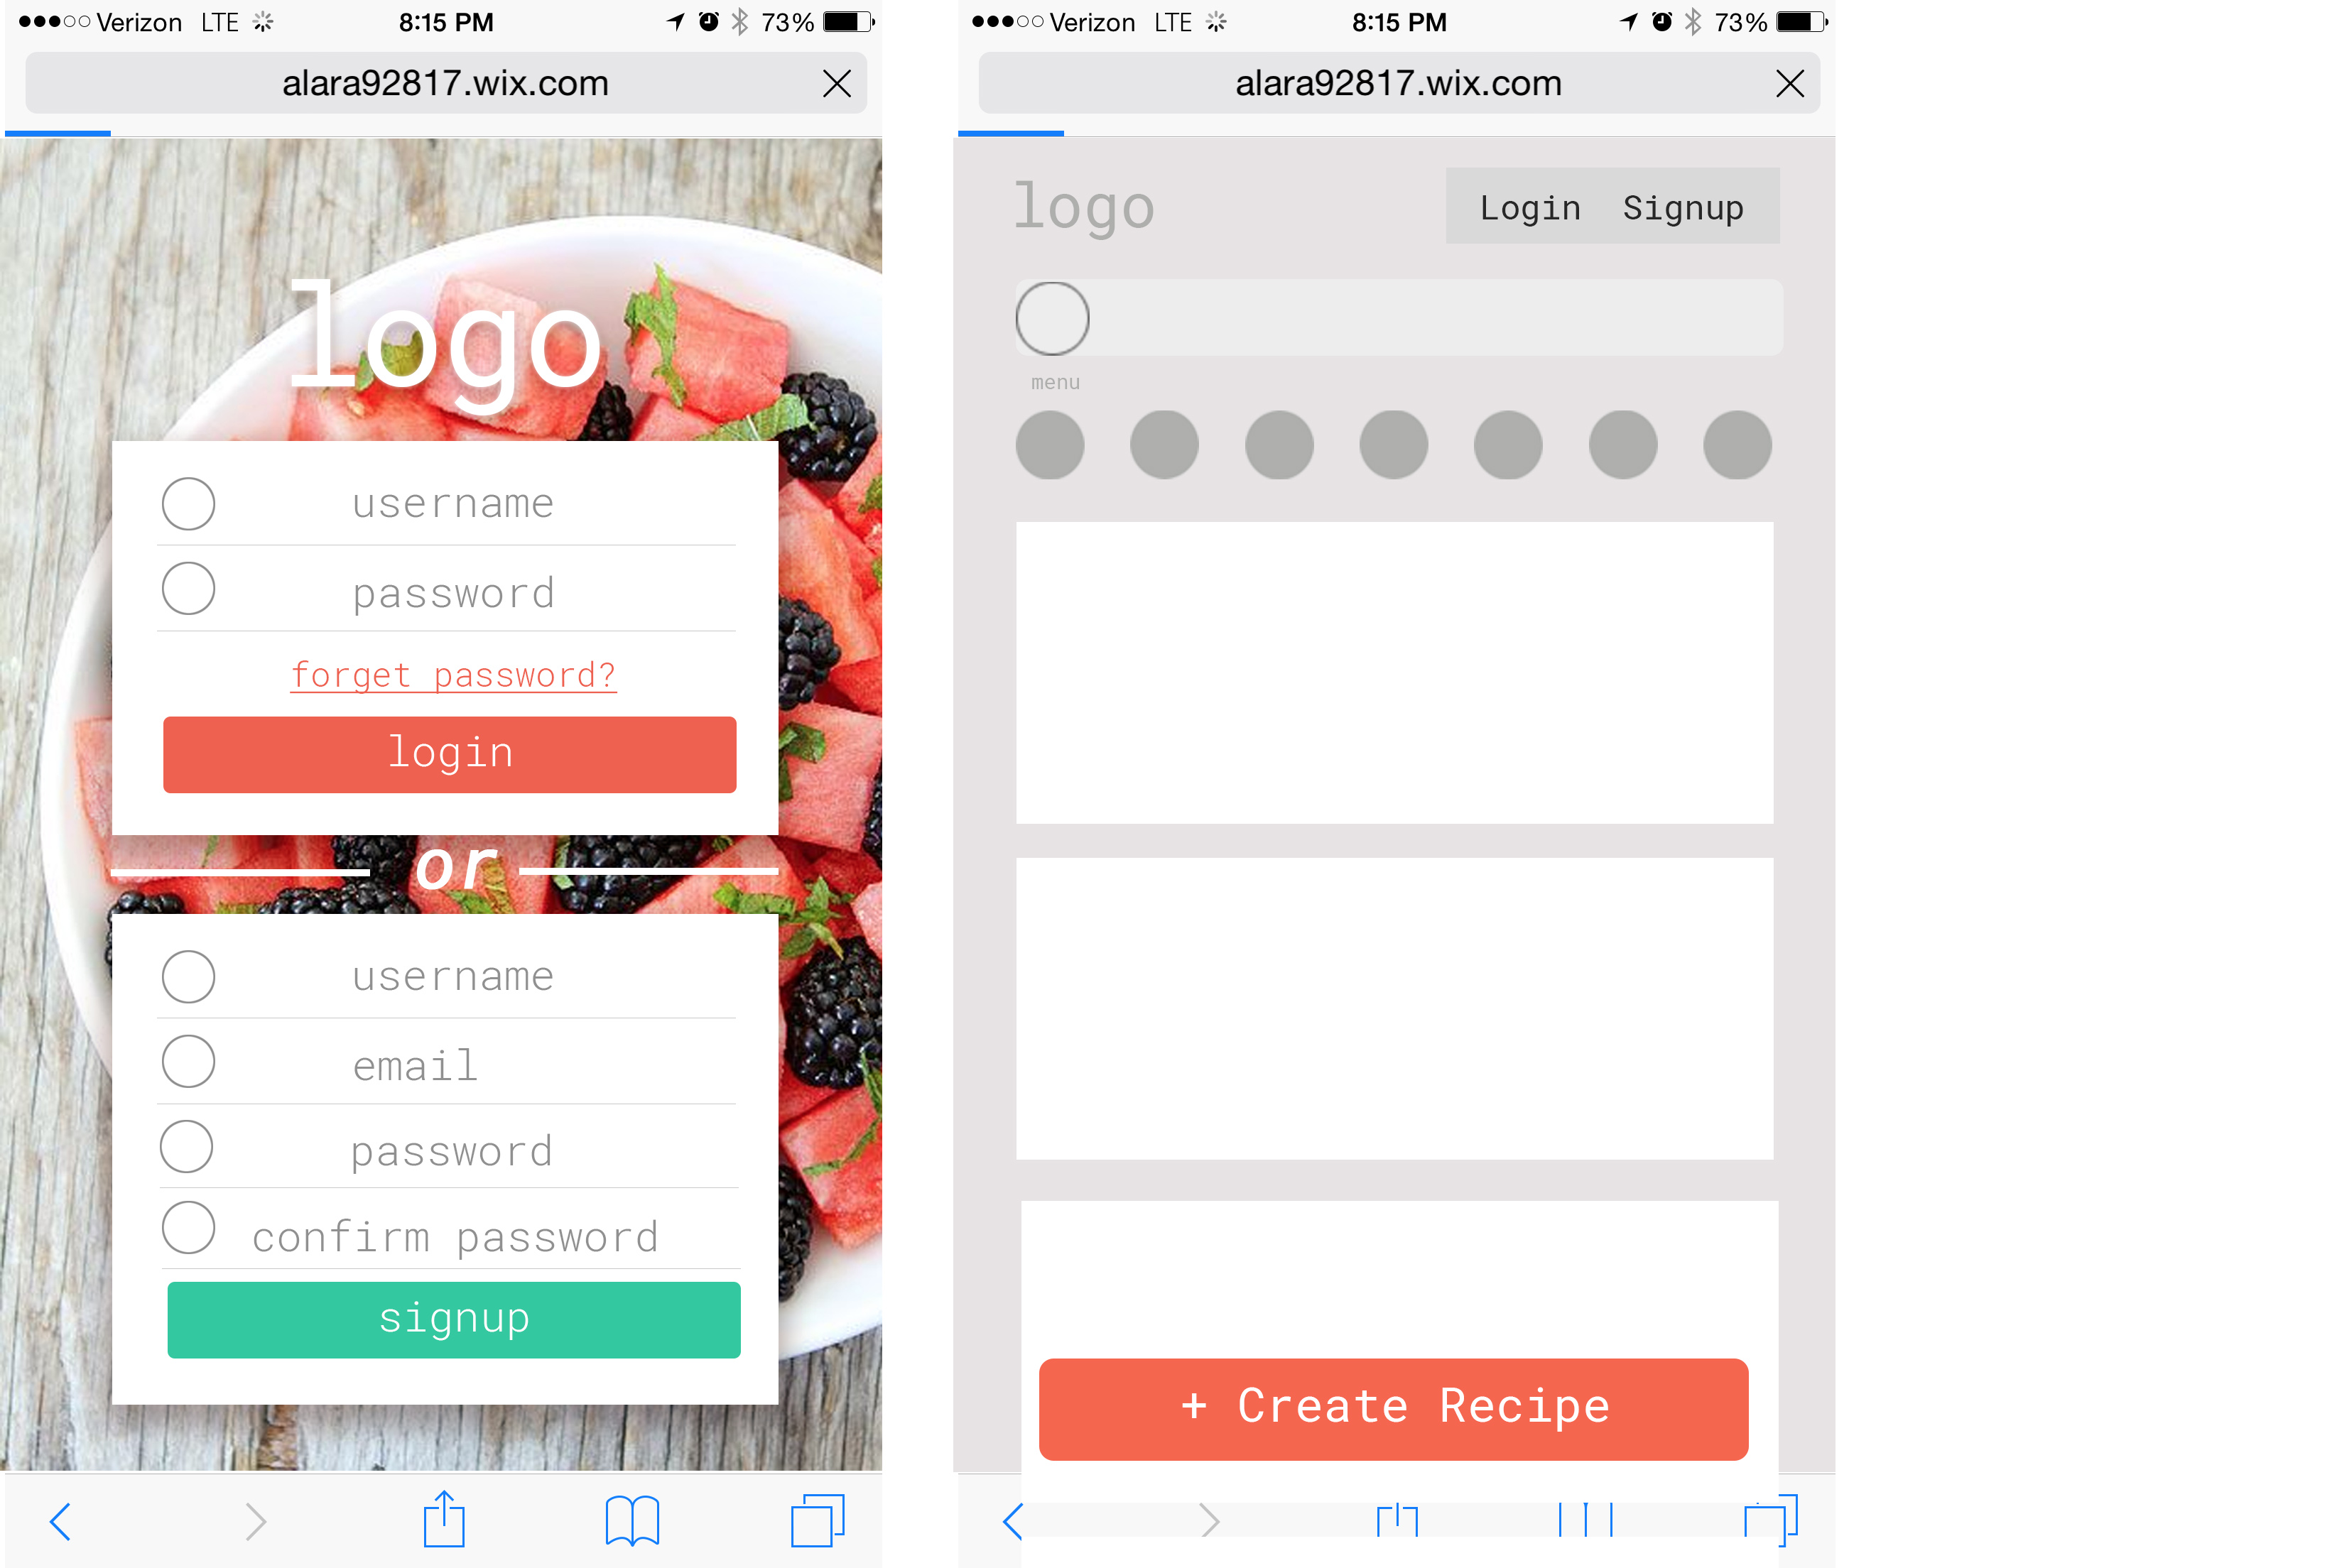 Verizon LTE 8:15 PM 73%
alara92817.wix.com
logo
username
password
forget password?
login
or
username
email
password
confirm password
signup
Verizon LTE 8:15 PM 73%
alara92817.wix.com
logo Login Signup
menu
+ Create Recipe